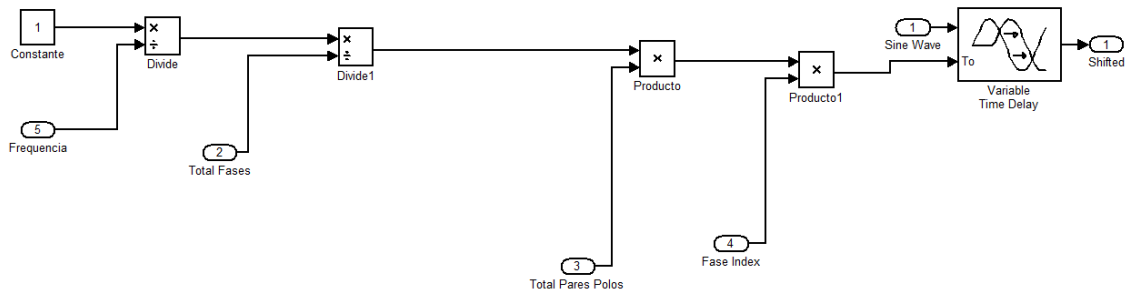 1
Constante
×
÷
Divide
×
÷
Divide1
×
Producto
×
Producto1
1
Sine Wave
To
Variable
Time Delay
1
Shifted
5
Frequencia
2
Total Fases
3
Total Pares Polos
4
Fase Index